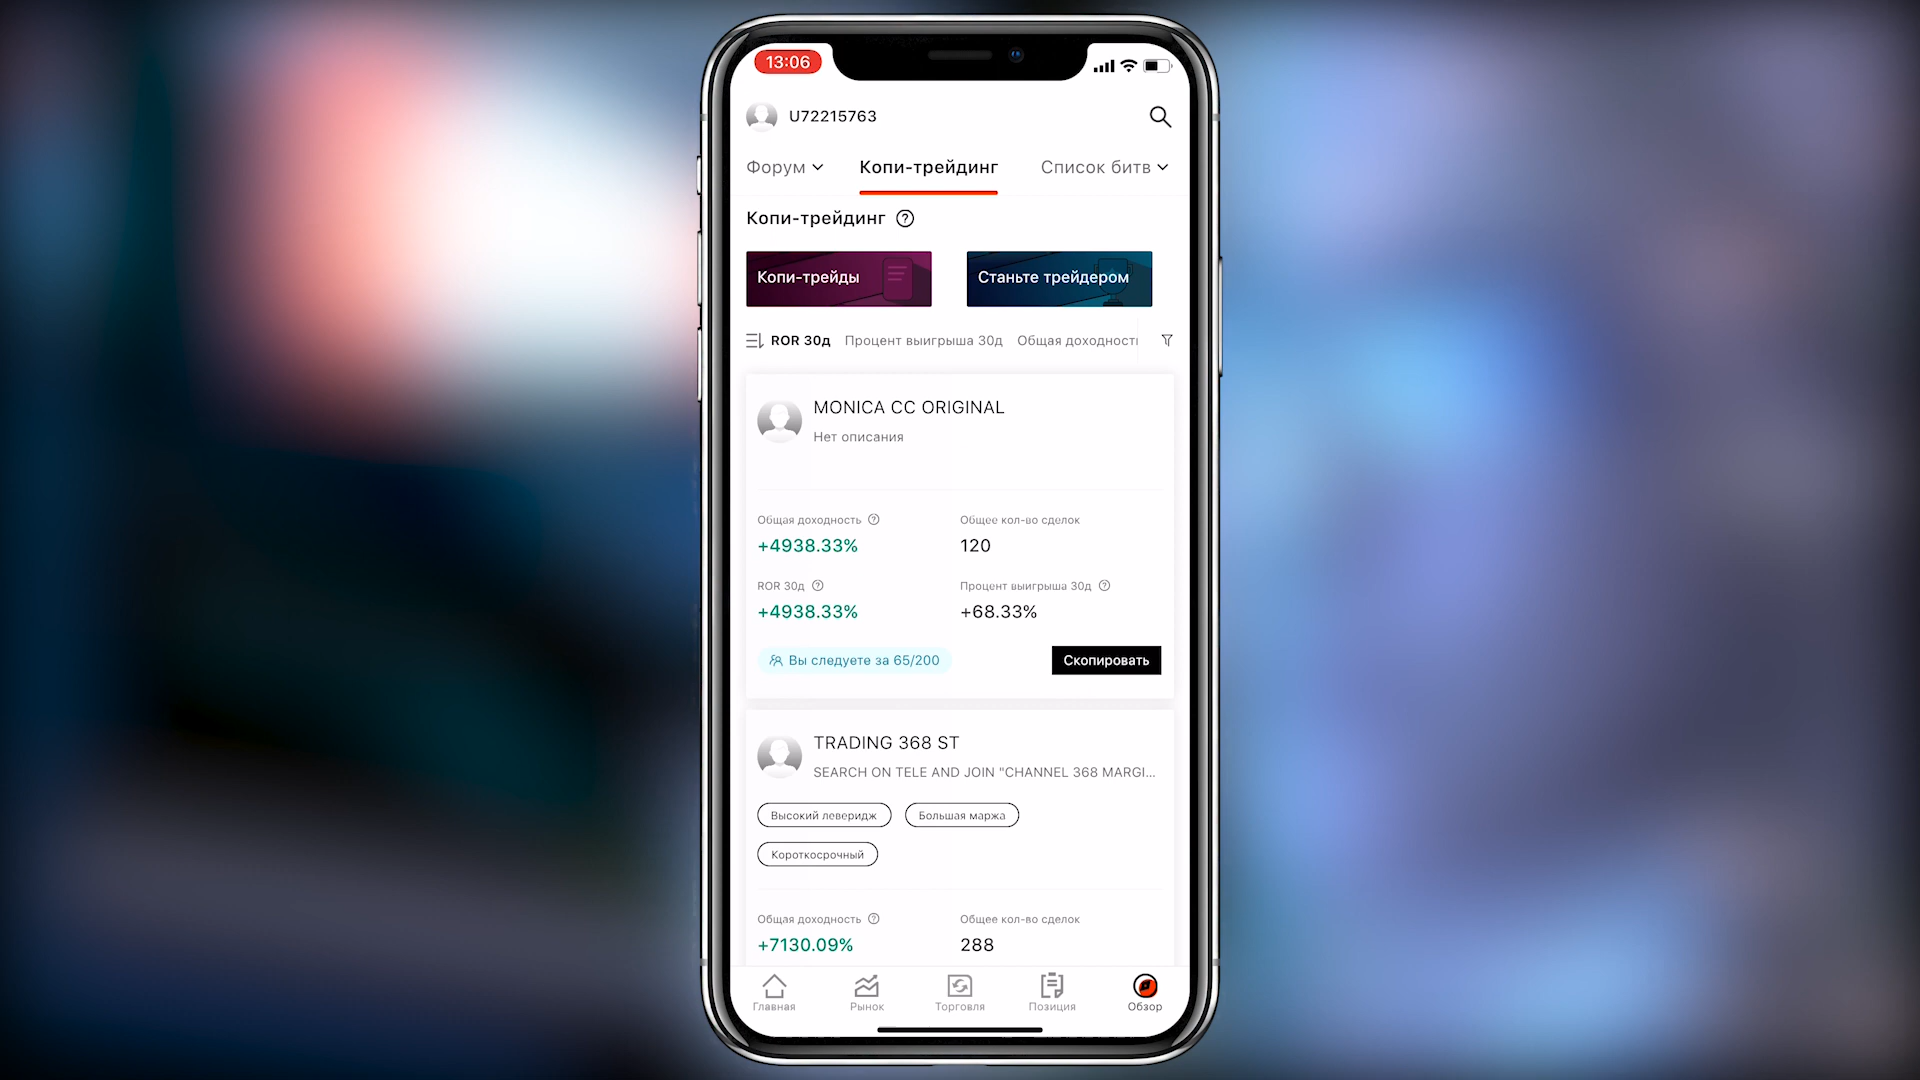 13:06
U72215763
Форум Копи-трейдинг Список битв
Копи-трейдинг
Копи-трейды Станьте трейдером
ROR 30д Процент выигрыша 30д Общая доходност
MONICA CC ORIGINAL
Нет описания
Общая доходность Общее кол-во сделок
+4938.33% 120
ROR 30д Процент выигрыша 30д
+4938.33% +68.33%
Вы следуете за 65/200 Скопировать
TRADING 368 ST
SEARCH ON TELE AND JOIN "CHANNEL 368 MARGI...
Высокий леверидж Большая маржа
Короткосрочный
Общая доходность Общее кол-во сделок
+7130.09% 288
Главная Рынок Торговля Позиция Обзор